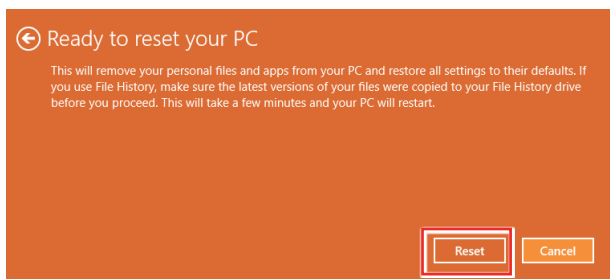 Ready to reset your PC
This will remove your personal files and apps from your PC and restore all settings to their defaults. If
you use File History, make sure the latest versions of your files were copied to your File History drive
before you proceed. This will take a few minutes and your PC will restart.
Reset
Cancel